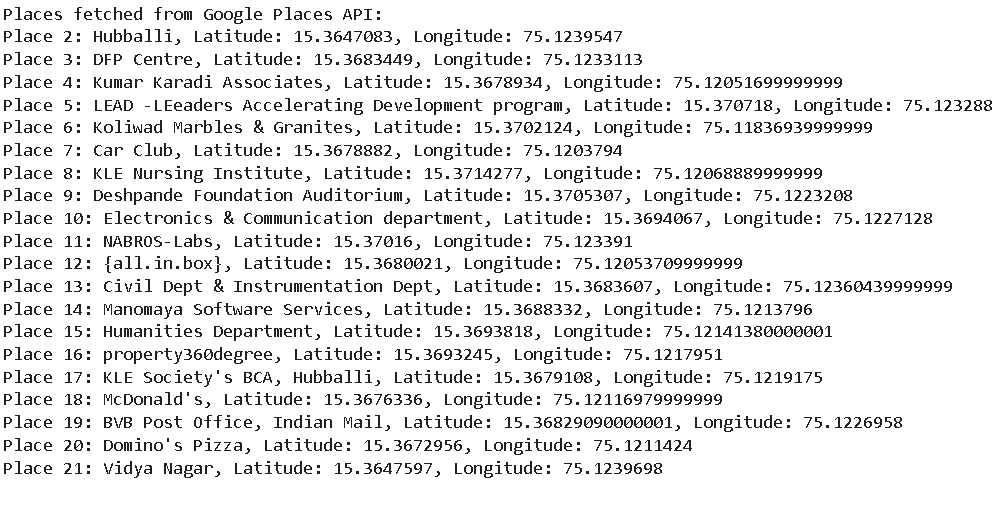 Places fetched from Google Places API:
Place 2: Hubballi, Latitude: 15.3647083, Longitude: 75.1239547
Place 3: DFP Centre, Latitude: 15.3683449, Longitude: 75.1233113
Place 4: Kumar Karadi Associates, Latitude: 15.3678934, Longitude: 75.12051699999999
Place 5: LEAD -LEeaders Accelerating Development program, Latitude: 15.370718, Longitude: 75.123288
Place 6: Koliwad Marbles & Granites, Latitude: 15.3702124, Longitude: 75.11836939999999
Place 7: Car Club, Latitude: 15.3678882, Longitude: 75.1203794
Place 8: KLE Nursing Institute, Latitude: 15.3714277, Longitude: 75.12068889999999
Place 9: Deshpande Foundation Auditorium, Latitude: 15.3705307, Longitude: 75.1223208
Place 10: Electronics & Communication department, Latitude: 15.3694067, Longitude: 75.1227128
Place 11: NABROS-Labs, Latitude: 15.37016, Longitude: 75.123391
Place 12: {all.in.box}, Latitude: 15.3680021, Longitude: 75.12053709999999
Place 13: Civil Dept & Instrumentation Dept, Latitude: 15.3683607, Longitude: 75.12360439999999
Place 14: Manomaya Software Services, Latitude: 15.3688332, Longitude: 75.1213796
Place 15: Humanities Department, Latitude: 15.3693818, Longitude: 75.12141380000001
Place 16: property360degree, Latitude: 15.3693245, Longitude: 75.1217951
Place 17: KLE Society's BCA, Hubballi, Latitude: 15.3679108, Longitude: 75.1219175
Place 18: McDonald's, Latitude: 15.3676336, Longitude: 75.12116979999999
Place 19: BVB Post Office, Indian Mail, Latitude: 15.36829090000001, Longitude: 75.1226958
Place 20: Domino's Pizza, Latitude: 15.3672956, Longitude: 75.1211424
Place 21: Vidya Nagar, Latitude: 15.3647597, Longitude: 75.1239698